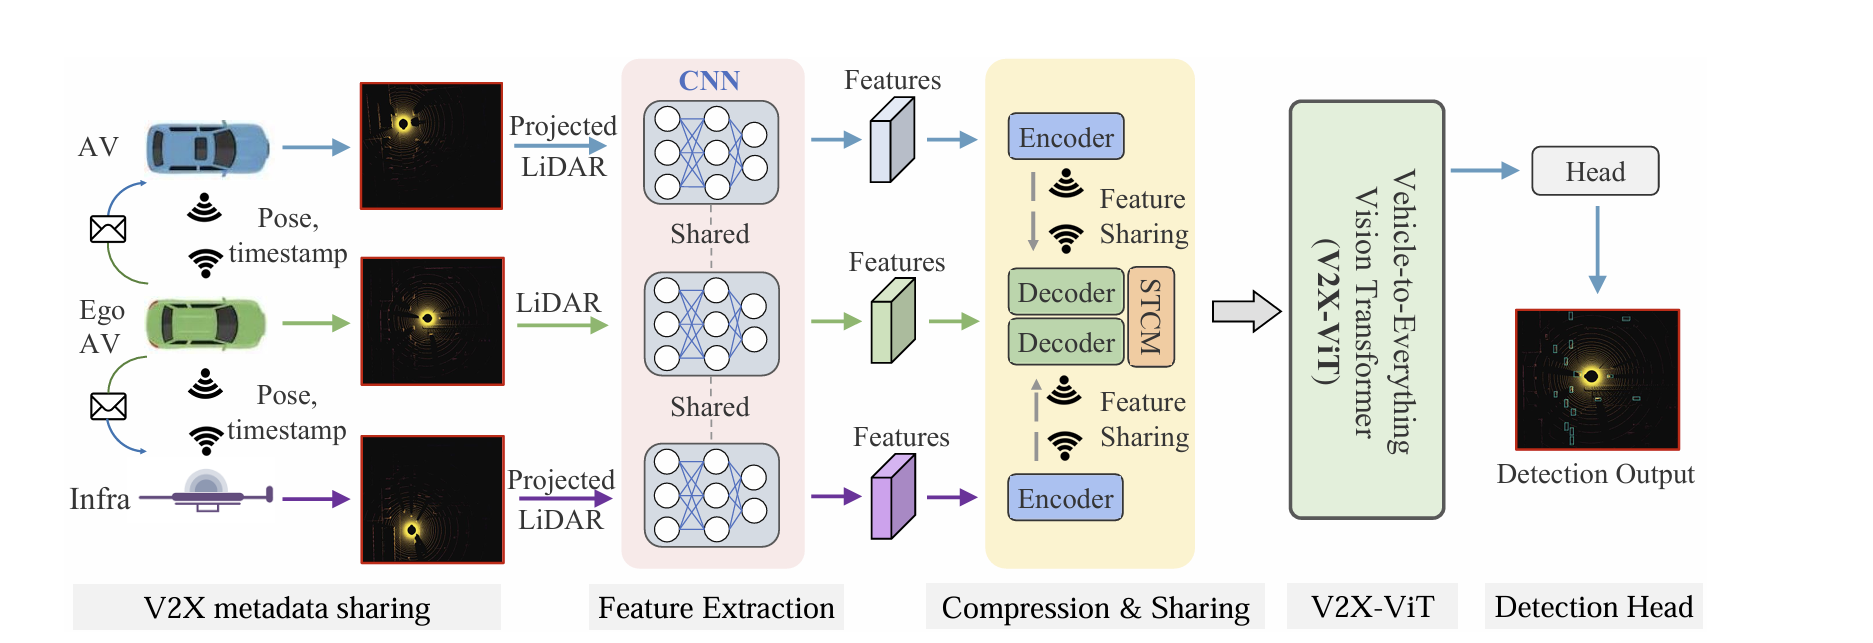 AV
Pose,
timestamp
Ego
AV
Pose,
timestamp
Infra
Projected
LiDAR
LiDAR
Projected
LiDAR
CNN
Shared
Shared
Features
Features
Features
Encoder
Feature
Sharing
Decoder
Decoder
STCM
Feature
Sharing
Encoder
Vehicle-to-Everything
Vision Transformer
(V2X-ViT)
Head
Detection Output
V2X metadata sharing
Feature Extraction
Compression & Sharing
V2X-ViT
Detection Head